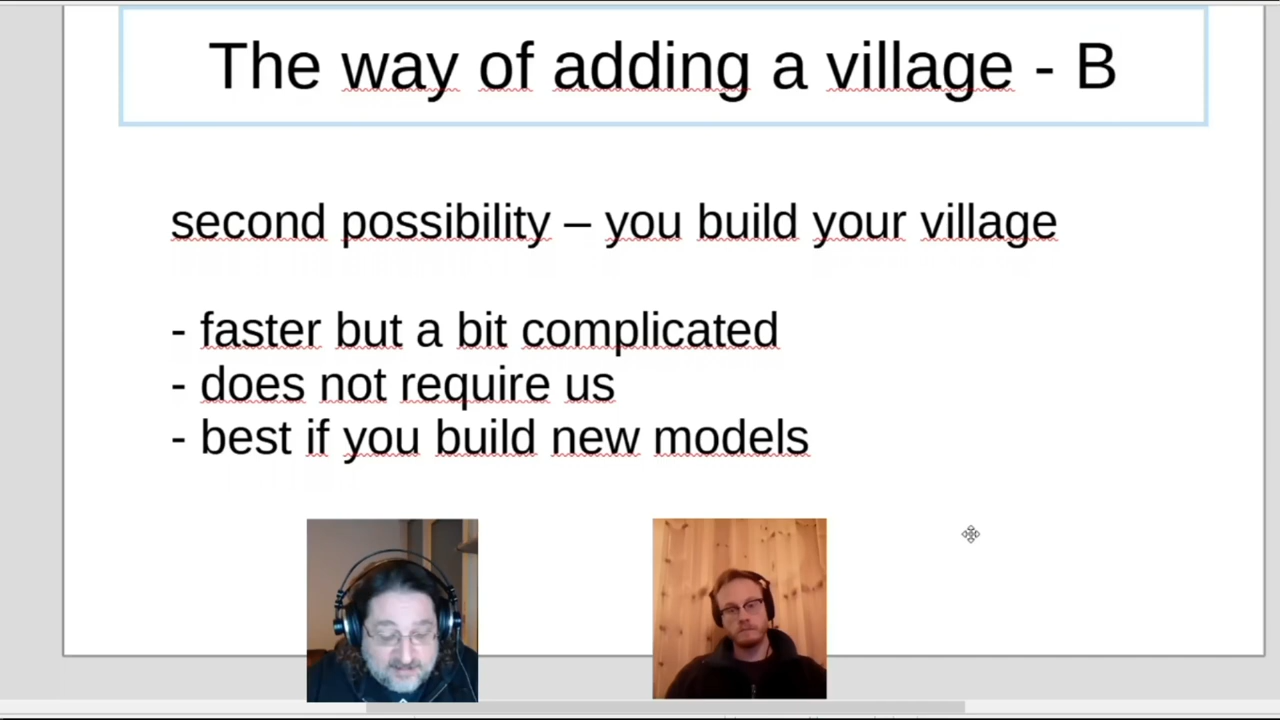 The way of adding a village - B
second possibility – you build your village
- faster but a bit complicated
- does not require us
- best if you build new models